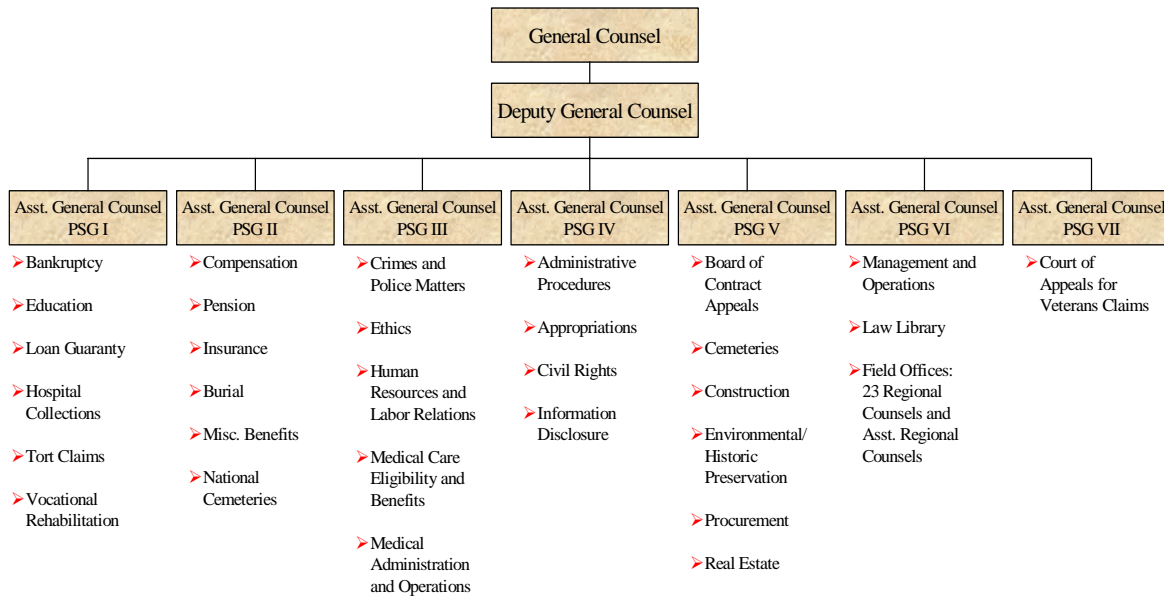 General Counsel
Deputy General Counsel
Asst. General Counsel
PSG I
Bankruptcy
Education
Loan Guaranty
Hospital
Collections
Tort Claims
Vocational
Rehabilitation
Asst. General Counsel
PSG II
Compensation
Pension
Insurance
Burial
Misc. Benefits
National
Cemeteries
Asst. General Counsel
PSG III
Crimes and
Police Matters
Ethics
Human
Resources and
Labor Relations
Medical Care
Eligibility and
Benefits
Medical
Administration
and Operations
Asst. General Counsel
PSG IV
Administrative
Procedures
Appropriations
Civil Rights
Information
Disclosure
Asst. General Counsel
PSG V
Board of
Contract
Appeals
Cemeteries
Construction
Environmental/
Historic
Preservation
Procurement
Real Estate
Asst. General Counsel
PSG VI
Management and
Operations
Law Library
Field Offices:
23 Regional
Counsels and
Asst. Regional
Counsels
Asst. General Counsel
PSG VII
Court of
Appeals for
Veterans Claims